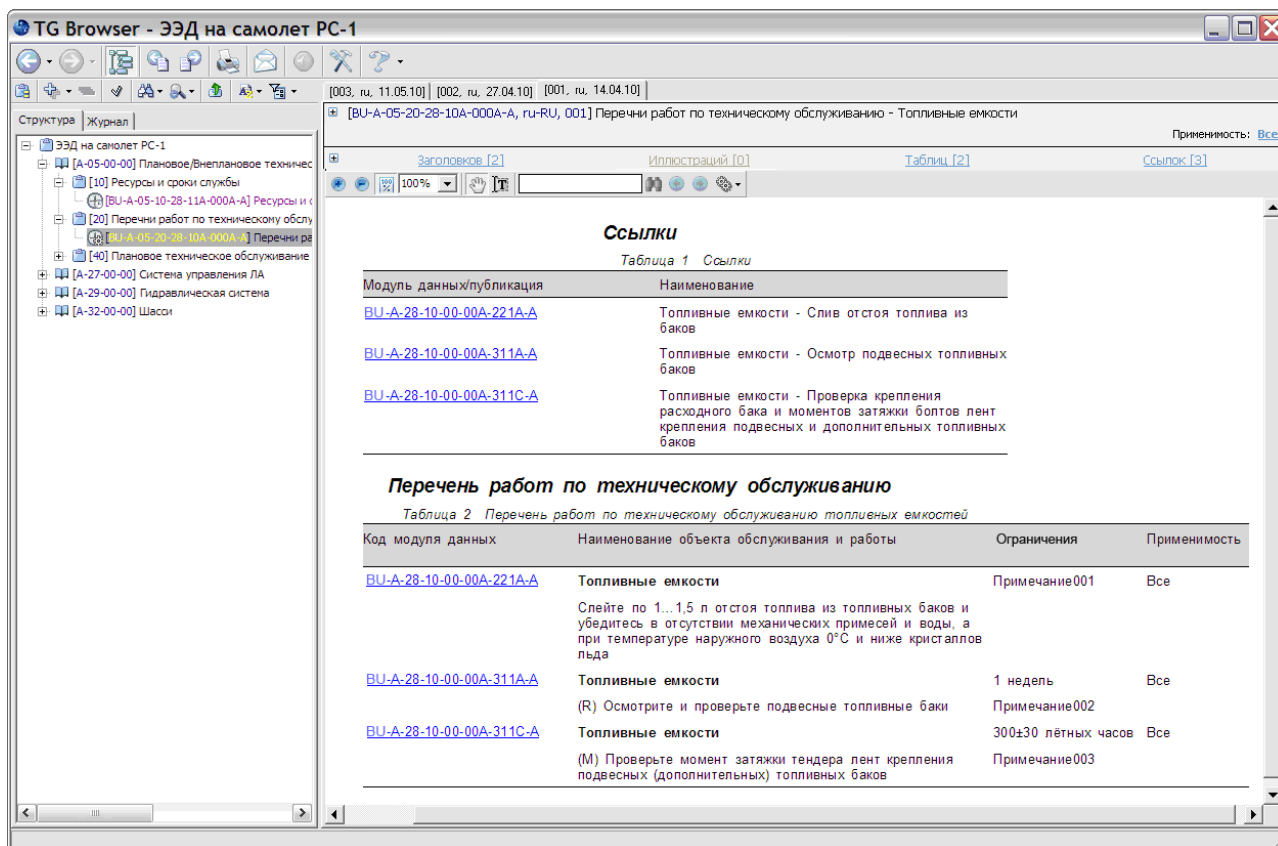 TG Browser - ЭЭД на самолет РС-1
[003, ru, 11.05.10] [002, ru, 27.04.10] [001, ru, 14.04.10]
Структура Журнал
ЭЭД на самолет РС-1
[A-05-00-00] Плановое/Внеплановое техничес
[10] Ресурсы и сроки службы
[BU-A-05-10-28-11A-000A-A] Ресурсы и с
[20] Перечни работ по техническому обслу
[BU-A-05-20-28-10A-000A-A] Перечни ра
[40] Плановое техническое обслуживание
[A-27-00-00] Система управления ЛА
[A-29-00-00] Гидравлическая система
[A-32-00-00] Шасси
[BU-A-05-20-28-10A-000A-A, ru-RU, 001] Перечни работ по техническому обслуживанию - Топливные емкости
Применимость: Все
Заголовков [2] Иллюстраций [0] Таблиц [2] Ссылок [3]
100%
Ссылки
Таблица 1 Ссылки
Модуль данных/публикация Наименование
BU-A-28-10-00-00A-221A-A Топливные емкости - Слив отстоя топлива из
баков
BU-A-28-10-00-00A-311A-A Топливные емкости - Осмотр подвесных топливных
баков
BU-A-28-10-00-00A-311C-A Топливные емкости - Проверка крепления
расходного бака и моментов затяжки болтов лент
крепления подвесных и дополнительных топливных
баков
Перечень работ по техническому обслуживанию
Таблица 2 Перечень работ по техническому обслуживанию топливных емкостей
Код модуля данных Наименование объекта обслуживания и работы Ограничения Применимость
BU-A-28-10-00-00A-221A-A Топливные емкости Примечание001 Все
Слейте по 1...1,5 л отстоя топлива из топливных баков и
убедитесь в отсутствии механических примесей и воды, а
при температуре наружного воздуха 0°С и ниже кристаллов
льда
BU-A-28-10-00-00A-311A-A Топливные емкости 1 недель Все
(R) Осмотрите и проверьте подвесные топливные баки Примечание002
BU-A-28-10-00-00A-311C-A Топливные емкости 300±30 лётных часов Все
(M) Проверьте момент затяжки тендера лент крепления Примечание003
подвесных (дополнительных) топливных баков